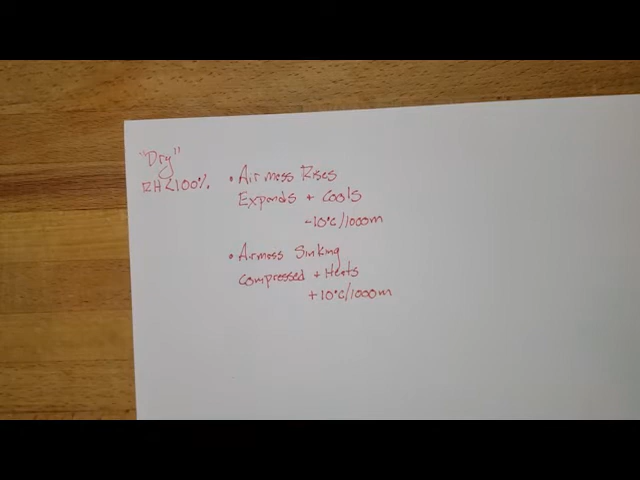 "Dry"
RH<100%
• Air mass Rises
Expands + Cools
-10°C/1000m
• Airmass Sinking
Compressed + Heats
+10°C/1000m